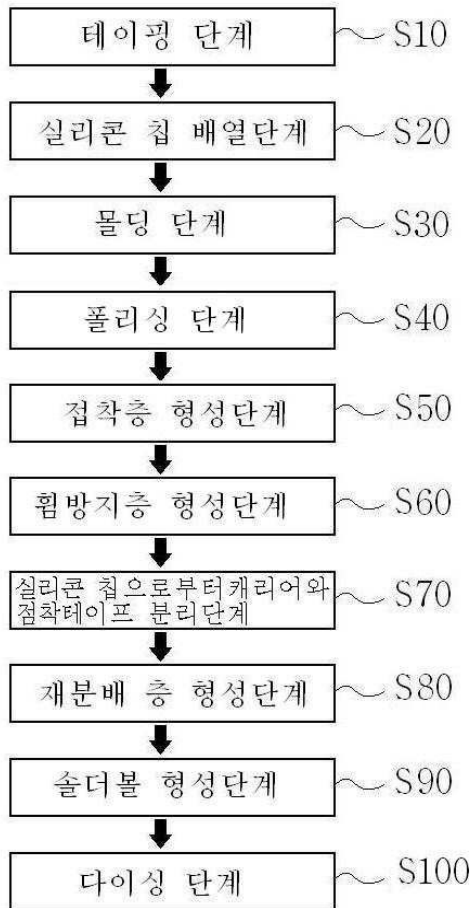 테이핑 단계 S10
실리콘 칩 배열단계 S20
몰딩 단계 S30
폴리싱 단계 S40
접착층 형성단계 S50
휨방지층 형성단계 S60
실리콘 칩으로부터캐리어와 S70
점착테이프 분리단계
재분배 층 형성단계 S80
솔더볼 형성단계 S90
다이싱 단계 S100